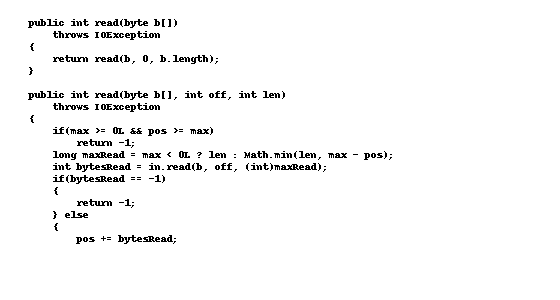 public int read(byte b[])
    throws IOException
{
    return read(b, 0, b.length);
}

public int read(byte b[], int off, int len)
    throws IOException
{
    if(max >= 0L && pos >= max)
        return -1;
    long maxRead = max < 0L ? len : Math.min(len, max - pos);
    int bytesRead = in.read(b, off, (int)maxRead);
    if(bytesRead == -1)
    {
        return -1;
    } else
    {
        pos += bytesRead;